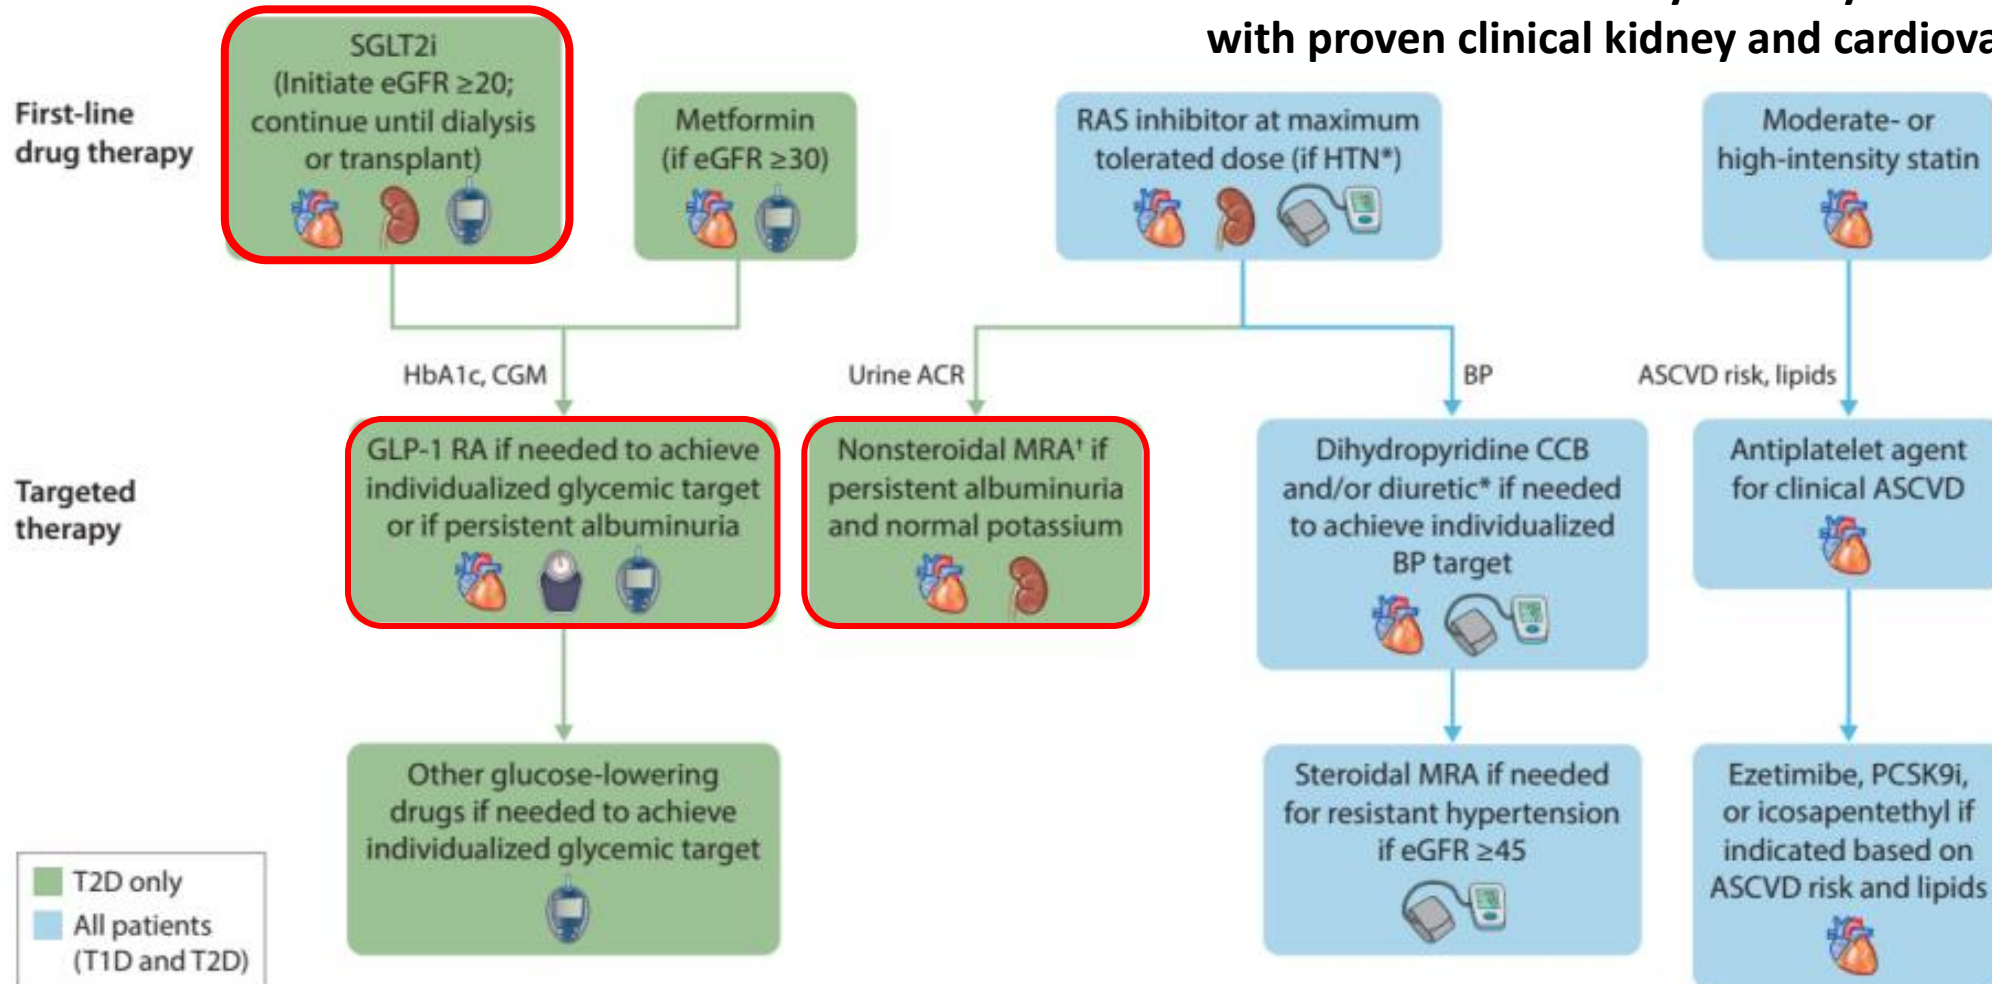 with proven clinical kidney and cardiova
First-line
drug therapy
SGLT2i
(Initiate eGFR ≥20;
continue until dialysis
or transplant)
Metformin
(if eGFR ≥30)
RAS inhibitor at maximum
tolerated dose (if HTN*)
Moderate- or
high-intensity statin
HbA1c, CGM
Urine ACR
BP
ASCVD risk, lipids
Targeted
therapy
GLP-1 RA if needed to achieve
individualized glycemic target
or if persistent albuminuria
Nonsteroidal MRA† if
persistent albuminuria
and normal potassium
Dihydropyridine CCB
and/or diuretic* if needed
to achieve individualized
BP target
Antiplatelet agent
for clinical ASCVD
Other glucose-lowering
drugs if needed to achieve
individualized glycemic target
Steroidal MRA if needed
for resistant hypertension
if eGFR ≥45
Ezetimibe, PCSK9i,
or icosapentethyl if
indicated based on
ASCVD risk and lipids
T2D only
All patients
(T1D and T2D)